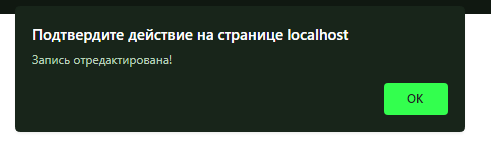 Подтвердите действие на странице localhost
Запись отредактирована!
OK